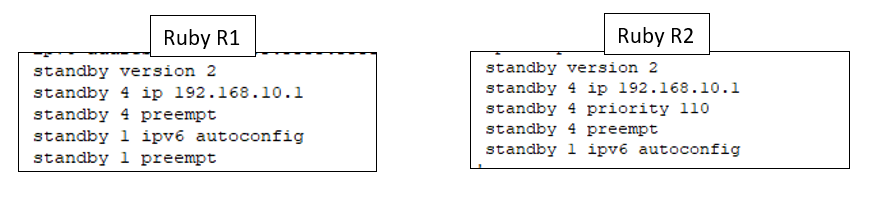 Ruby R1
standby version 2
standby 4 ip 192.168.10.1
standby 4 preempt
standby 1 ipv6 autoconfig
standby 1 preempt
Ruby R2
standby version 2
standby 4 ip 192.168.10.1
standby 4 priority 110
standby 4 preempt
standby 1 ipv6 autoconfig